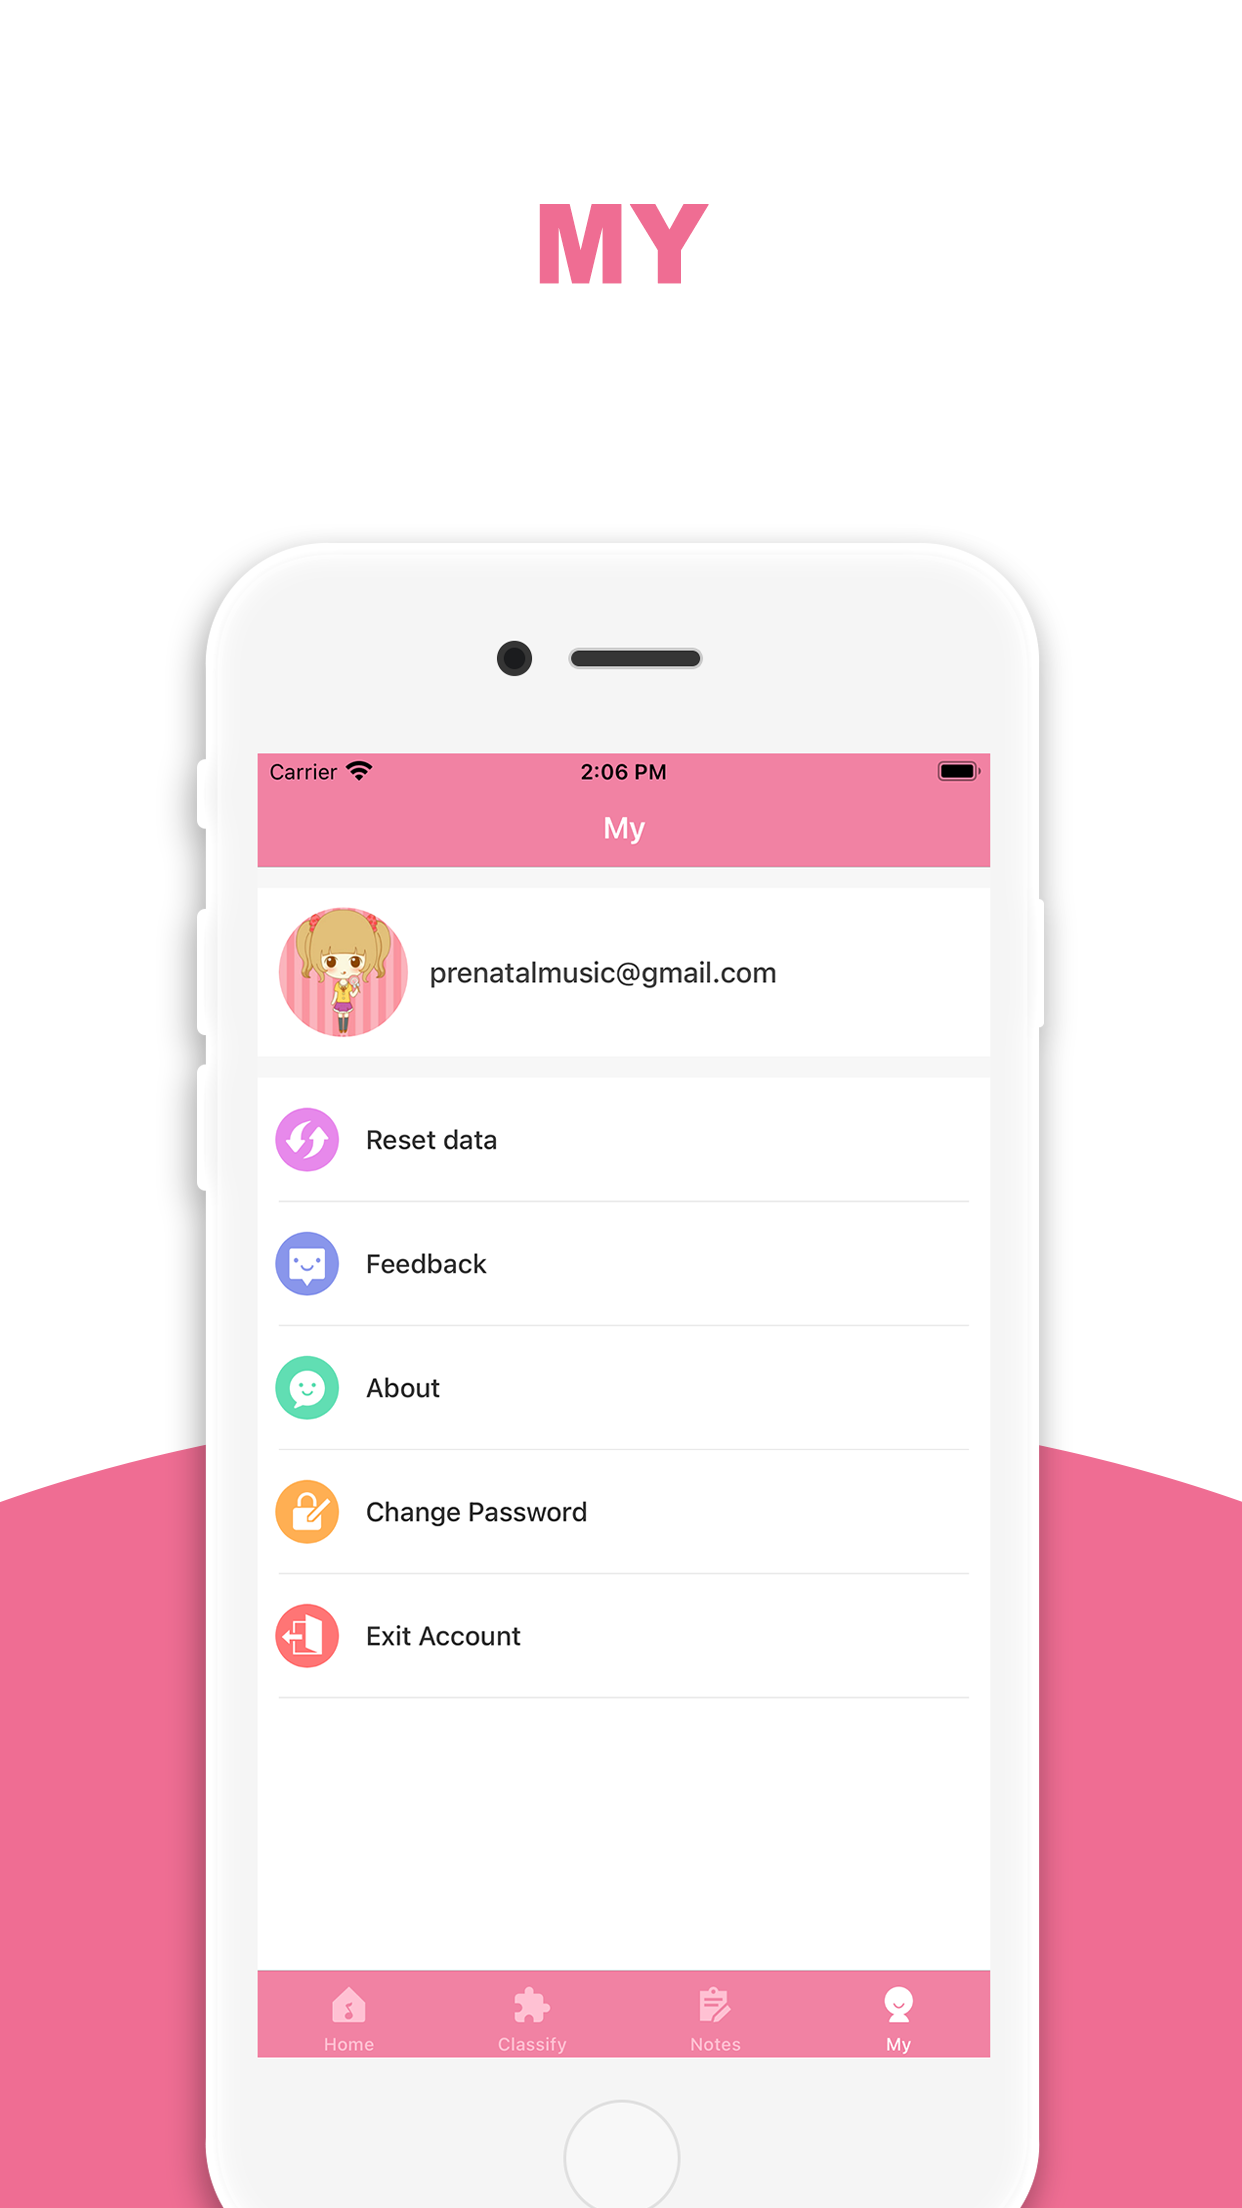 MY
Carrier
2:06 PM
My
prenatalmusic@gmail.com
Reset data
Feedback
About
Change Password
Exit Account
Home
Classify
Notes
My